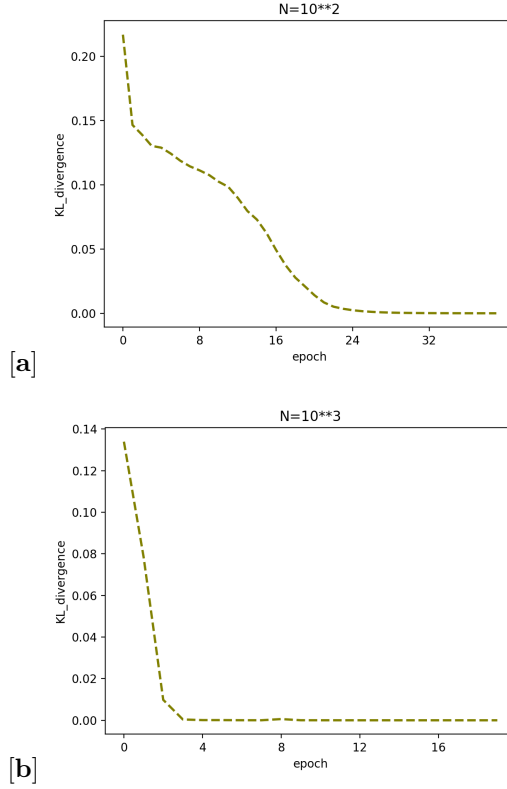 N=10**2
0.20
0.15
0.10
0.05
0.00
KL_divergence
0 8 16 24 32
epoch
[a]
N=10**3
0.14
0.12
0.10
0.08
0.06
0.04
0.02
0.00
KL_divergence
0 4 8 12 16
epoch
[b]